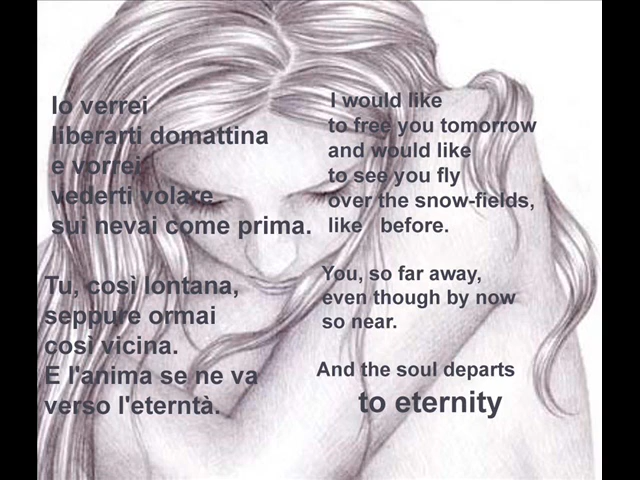 Io verrei
liberarti domattina
e vorrei
vederti volare
sui nevai come prima.
Tu, così lontana,
seppure ormai
così vicina.
E l'anima se ne va
verso l'eterntà.
I would like
to free you tomorrow
and would like
to see you fly
over the snow-fields,
like before.
You, so far away,
even though by now
so near.
And the soul departs
to eternity